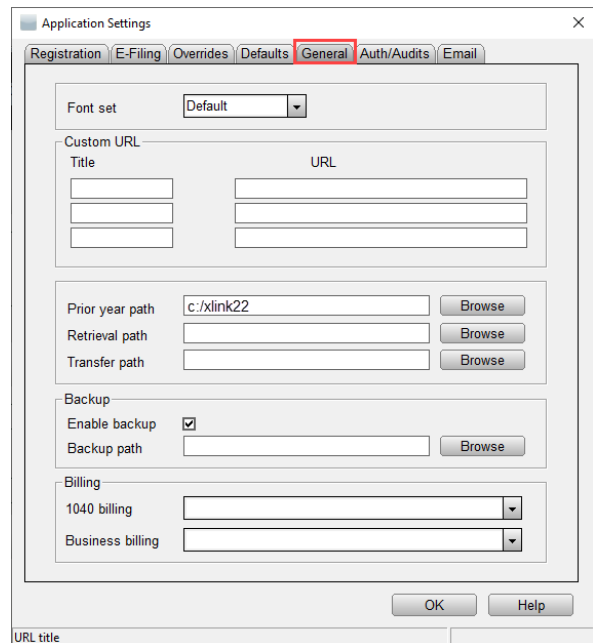 Application Settings
Registration E-Filing Overrides Defaults General Auth/Audits Email
Font set Default
Custom URL
Title URL
Prior year path c:/xlink22 Browse
Retrieval path Browse
Transfer path Browse
Backup
Enable backup
Backup path Browse
Billing
1040 billing
Business billing
OK Help
URL title